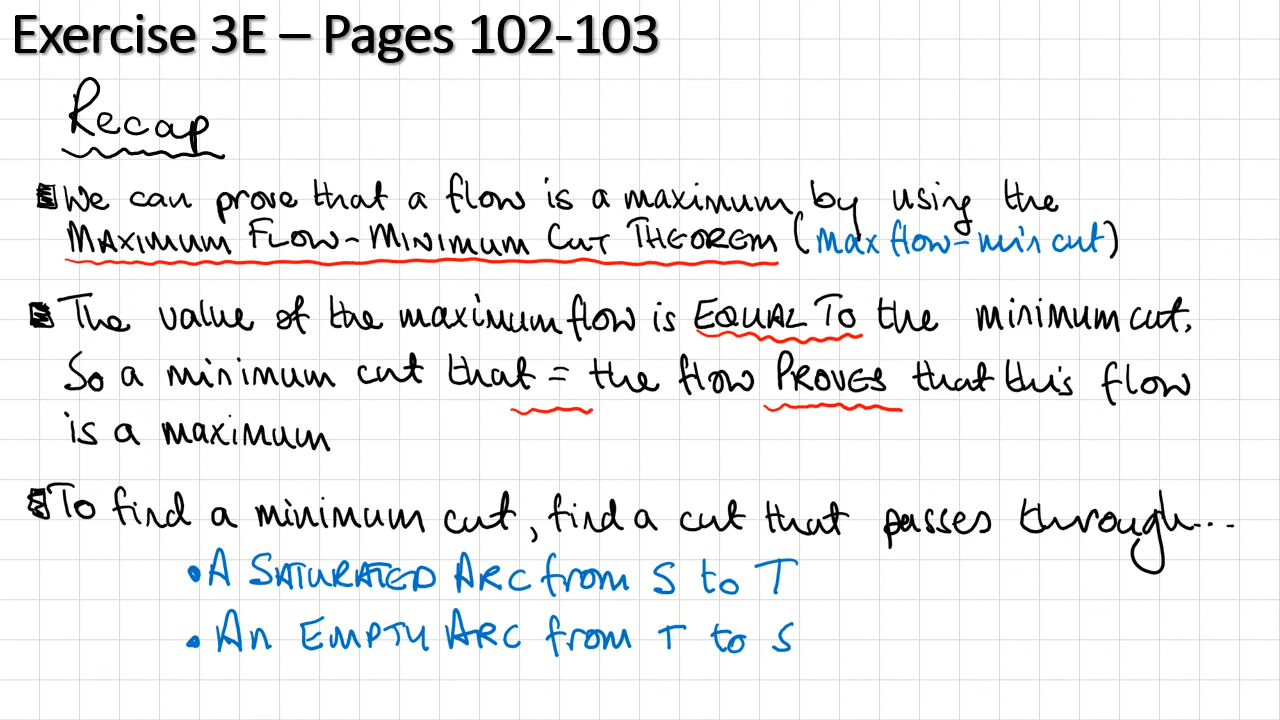 Exercise 3E – Pages 102-103
Recap
We can prove that a flow is a maximum by using the
MAXIMUM FLOW-MINIMUM CUT THEOREM (max flow-min cut)
The value of the maximum flow is EQUAL TO the minimum cut.
So a minimum cut that = the flow PROVES that this flow
is a maximum
To find a minimum cut, find a cut that passes through...
• A SATURATED ARC from S to T
• An EMPTY ARC from T to S